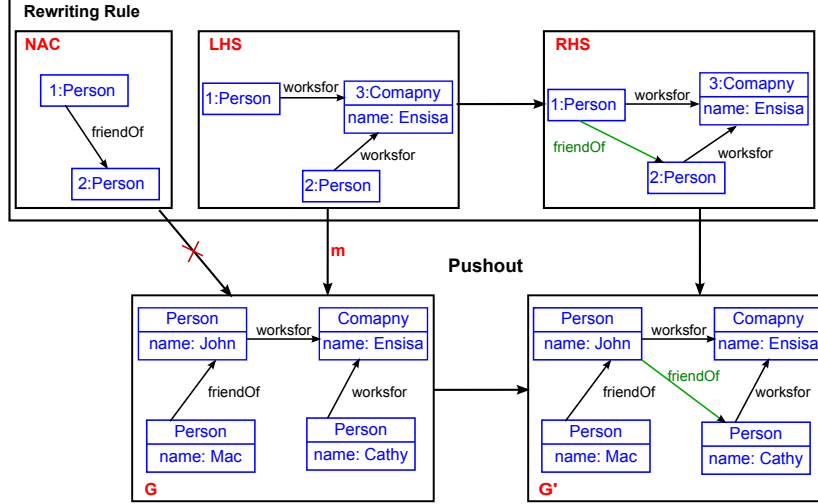 Rewriting Rule
NAC
1:Person
friendOf
2:Person
LHS
1:Person
worksfor
3:Comapny
name: Ensisa
worksfor
2:Person
RHS
1:Person
worksfor
3:Comapny
name: Ensisa
friendOf
worksfor
2:Person
m
Pushout
Person
name: John
worksfor
Comapny
name: Ensisa
friendOf
worksfor
Person
name: Mac
Person
name: Cathy
G
Person
name: John
worksfor
Comapny
name: Ensisa
friendOf
friendOf
worksfor
Person
name: Mac
Person
name: Cathy
G'